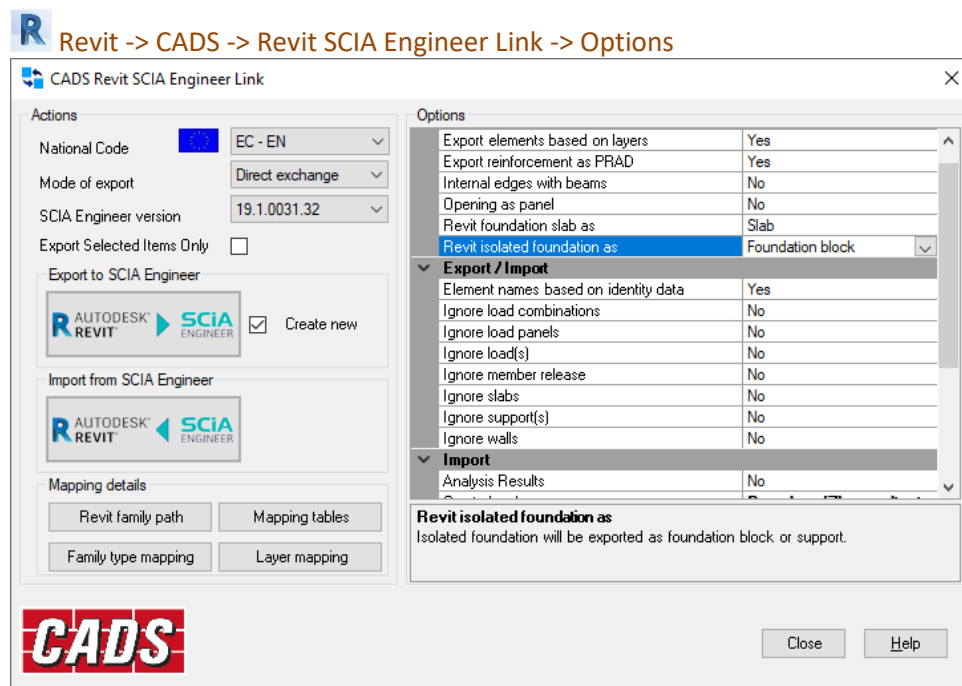 R Revit -> CADS -> Revit SCIA Engineer Link -> Options
CADS Revit SCIA Engineer Link
Actions
National Code EC - EN
Mode of export Direct exchange
SCIA Engineer version 19.1.0031.32
Export Selected Items Only
Export to SCIA Engineer
R AUTODESK® REVIT® SCiA ENGINEER Create new
Import from SCIA Engineer
R AUTODESK® REVIT® SCiA ENGINEER
Mapping details
Revit family path Mapping tables
Family type mapping Layer mapping
Options
Export elements based on layers Yes
Export reinforcement as PRAD Yes
Internal edges with beams No
Opening as panel No
Revit foundation slab as Slab
Revit isolated foundation as Foundation block
Export / Import
Element names based on identity data Yes
Ignore load combinations No
Ignore load panels No
Ignore load(s) No
Ignore member release No
Ignore slabs No
Ignore support(s) No
Ignore walls No
Import
Analysis Results No
Revit isolated foundation as
Isolated foundation will be exported as foundation block or support.
CADS
Close Help